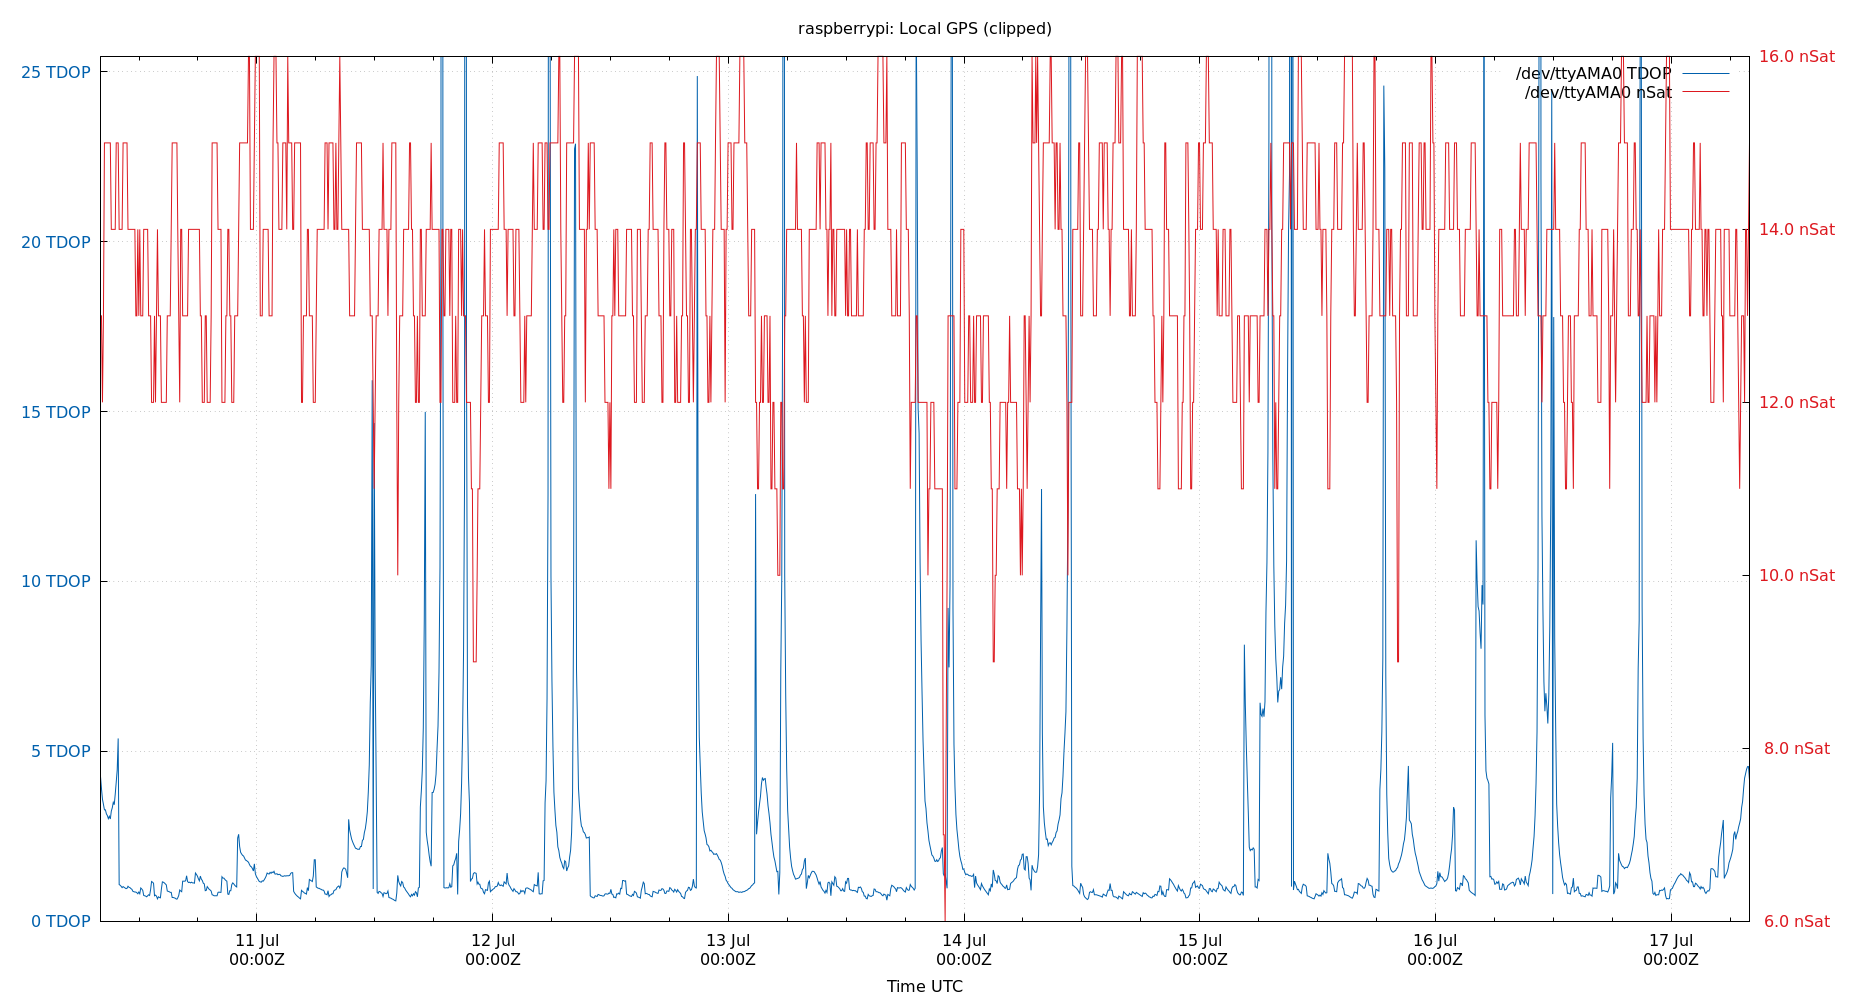 raspberrypi: Local GPS (clipped)
25 TDOP
20 TDOP
15 TDOP
10 TDOP
5 TDOP
0 TDOP
16.0 nSat
14.0 nSat
12.0 nSat
10.0 nSat
8.0 nSat
6.0 nSat
/dev/ttyAMA0 TDOP
/dev/ttyAMA0 nSat
11 Jul
00:00Z
12 Jul
00:00Z
13 Jul
00:00Z
14 Jul
00:00Z
15 Jul
00:00Z
16 Jul
00:00Z
17 Jul
00:00Z
Time UTC